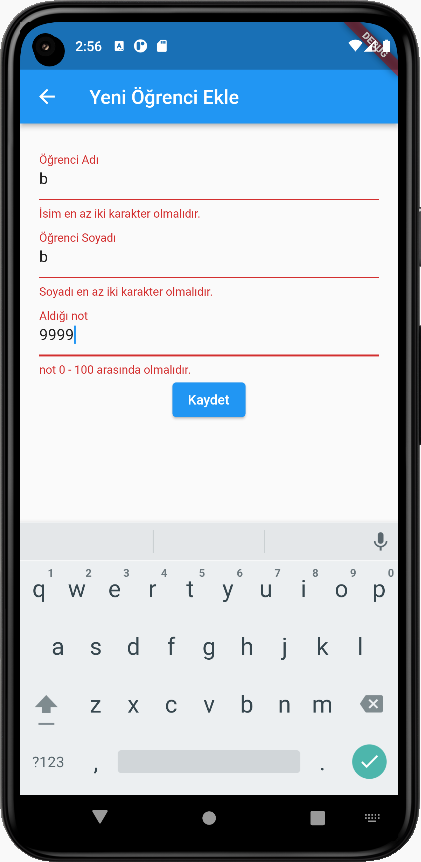 2:56
DEBUG
Yeni Öğrenci Ekle
Öğrenci Adı
b
İsim en az iki karakter olmalıdır.
Öğrenci Soyadı
b
Soyadı en az iki karakter olmalıdır.
Aldığı not
9999
not 0 - 100 arasında olmalıdır.
Kaydet
1 2 3 4 5 6 7 8 9 0
q w e r t y u i o p
a s d f g h j k l
z x c v b n m
?123 , .